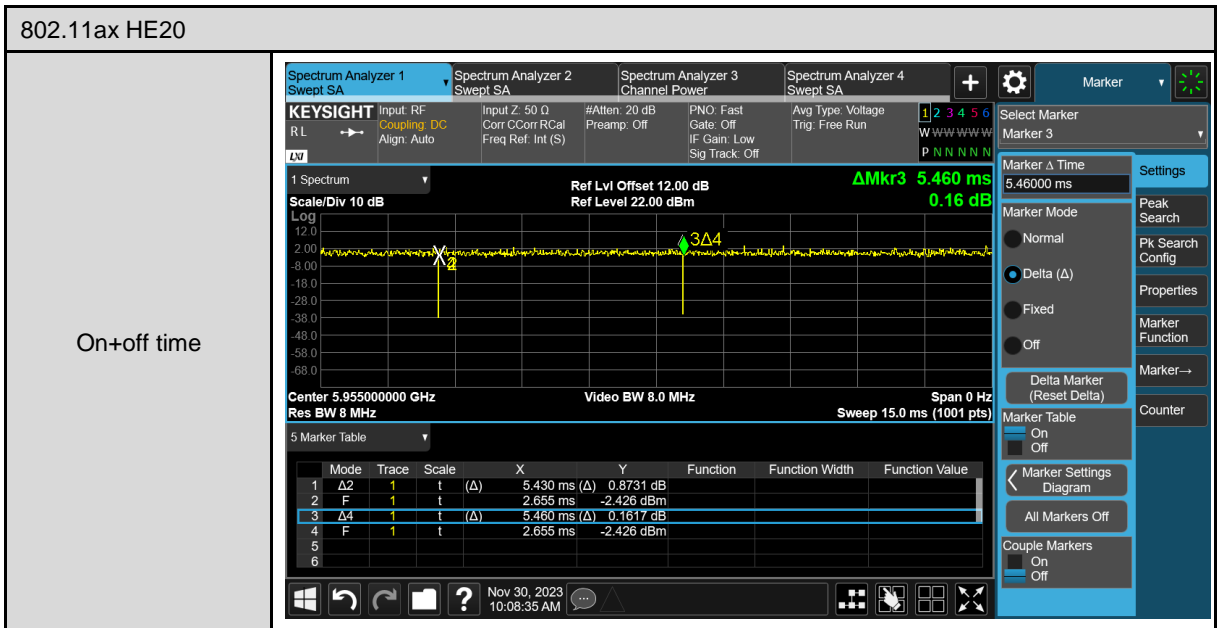 802.11ax HE20
On+off time
Spectrum Analyzer 1
Swept SA
Spectrum Analyzer 2
Swept SA
Spectrum Analyzer 3
Channel Power
Spectrum Analyzer 4
Swept SA
+
Marker
KEYSIGHT
RL
LXI
Input: RF
Coupling: DC
Align: Auto
Input Z: 50 Ω
Corr CCorr RCal
Freq Ref: Int (S)
#Atten: 20 dB
Preamp: Off
PNO: Fast
Gate: Off
IF Gain: Low
Sig Track: Off
Avg Type: Voltage
Trig: Free Run
1 2 3 4 5 6
W W W W W W
P N N N N N
Select Marker
Marker 3
1 Spectrum
Scale/Div 10 dB
Ref Lvl Offset 12.00 dB
Ref Level 22.00 dBm
ΔMkr3 5.460 ms
0.16 dB
Log
12.0
2.00
-8.00
-18.0
-28.0
-38.0
-48.0
-58.0
-68.0
3Δ4
Center 5.955000000 GHz
Res BW 8 MHz
Video BW 8.0 MHz
Span 0 Hz
Sweep 15.0 ms (1001 pts)
5 Marker Table
Mode Trace Scale X Y Function Function Width Function Value
1 Δ2 1 t (Δ) 5.430 ms (Δ) 0.8731 dB
2 F 1 t 2.655 ms -2.426 dBm
3 Δ4 1 t (Δ) 5.460 ms (Δ) 0.1617 dB
4 F 1 t 2.655 ms -2.426 dBm
5
6
Marker Δ Time
5.46000 ms
Marker Mode
Normal
Delta (Δ)
Fixed
Off
Delta Marker
(Reset Delta)
Marker Table
On
Off
Marker Settings
Diagram
All Markers Off
Couple Markers
On
Off
Settings
Peak
Search
Pk Search
Config
Properties
Marker
Function
Marker→
Counter
?
Nov 30, 2023
10:08:35 AM